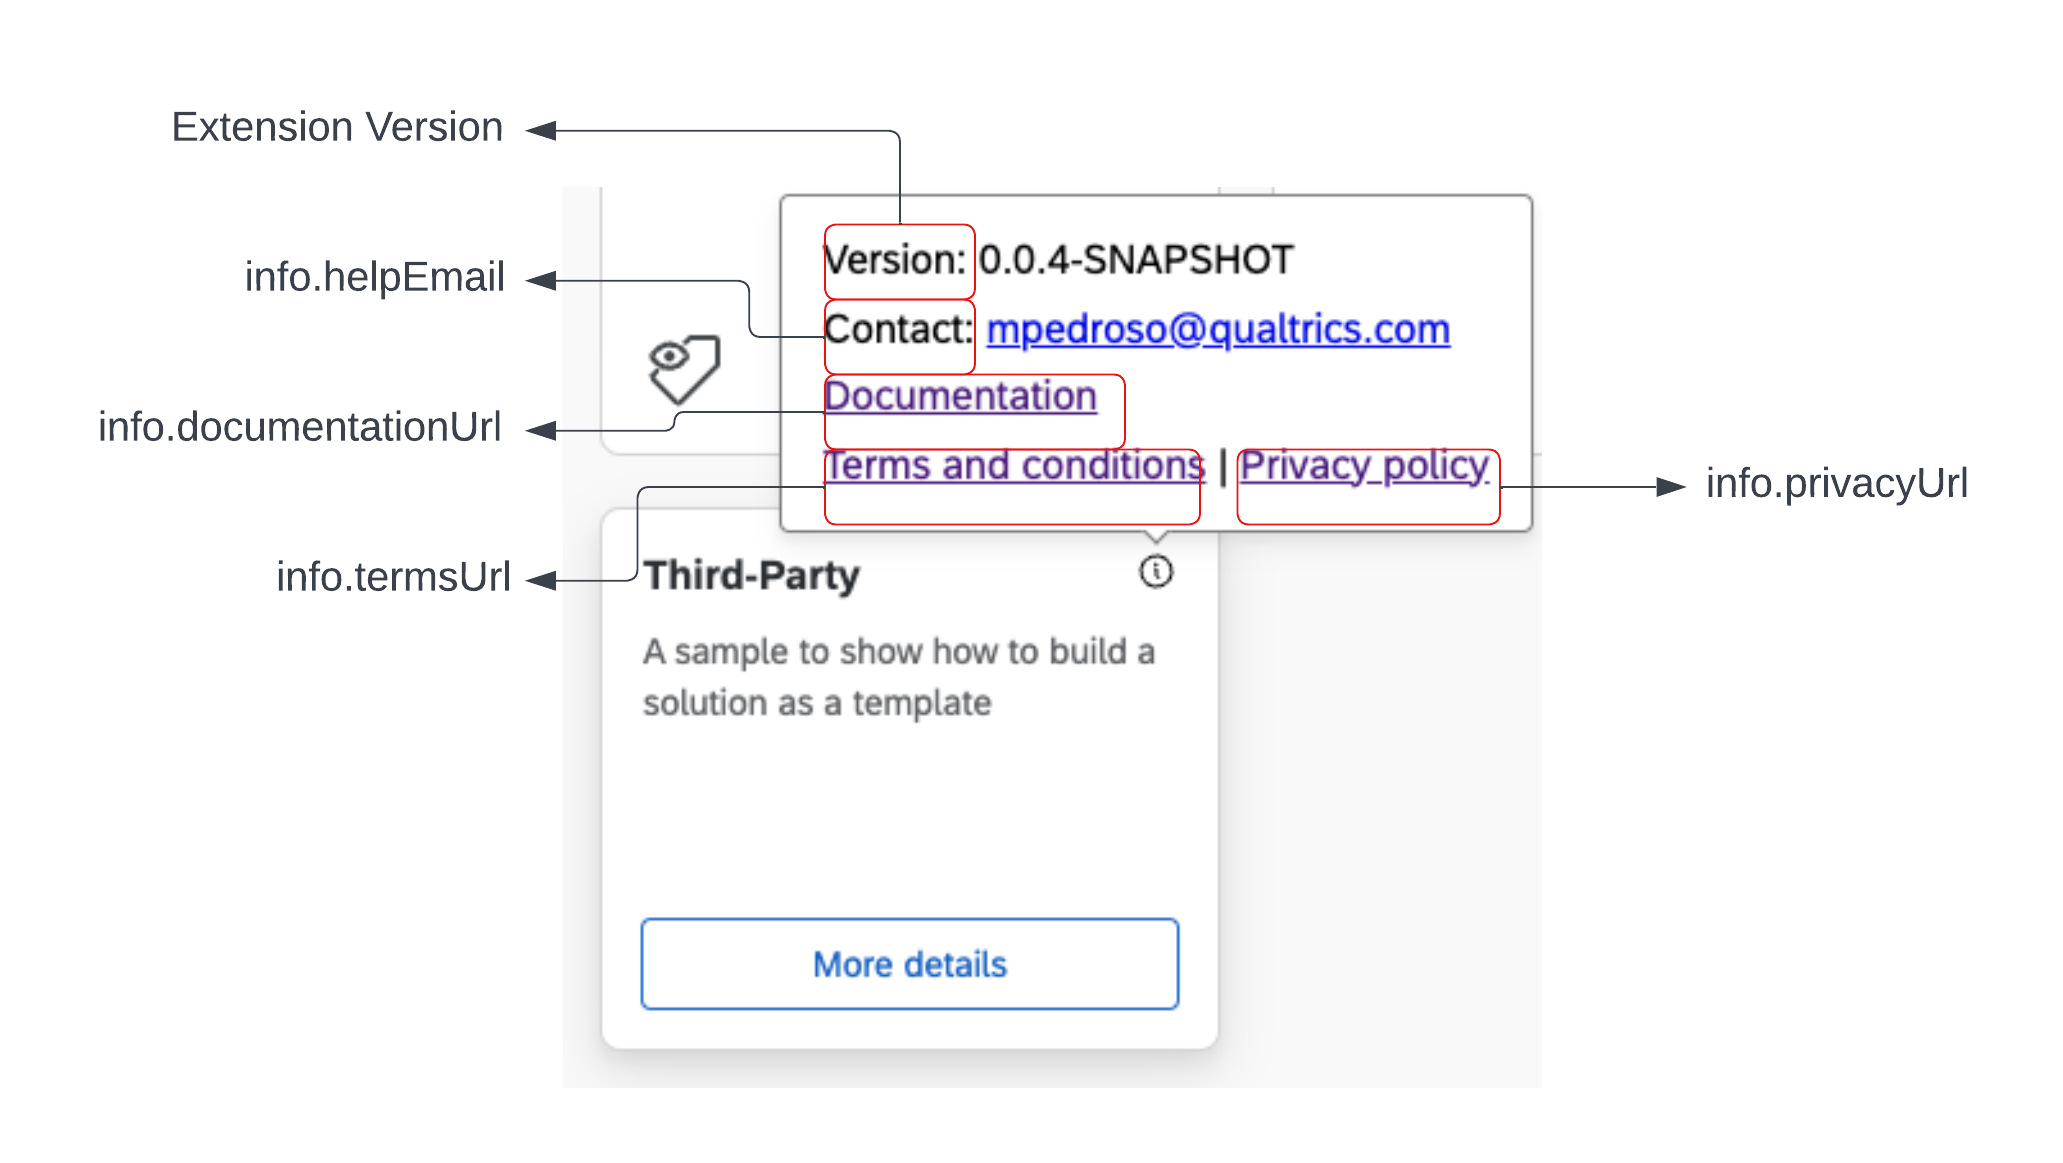 Extension Version
info.helpEmail
info.documentationUrl
info.termsUrl
Version: 0.0.4-SNAPSHOT
Contact: mpedroso@qualtrics.com
Documentation
Terms and conditions | Privacy policy
info.privacyUrl
Third-Party
A sample to show how to build a
solution as a template
More details